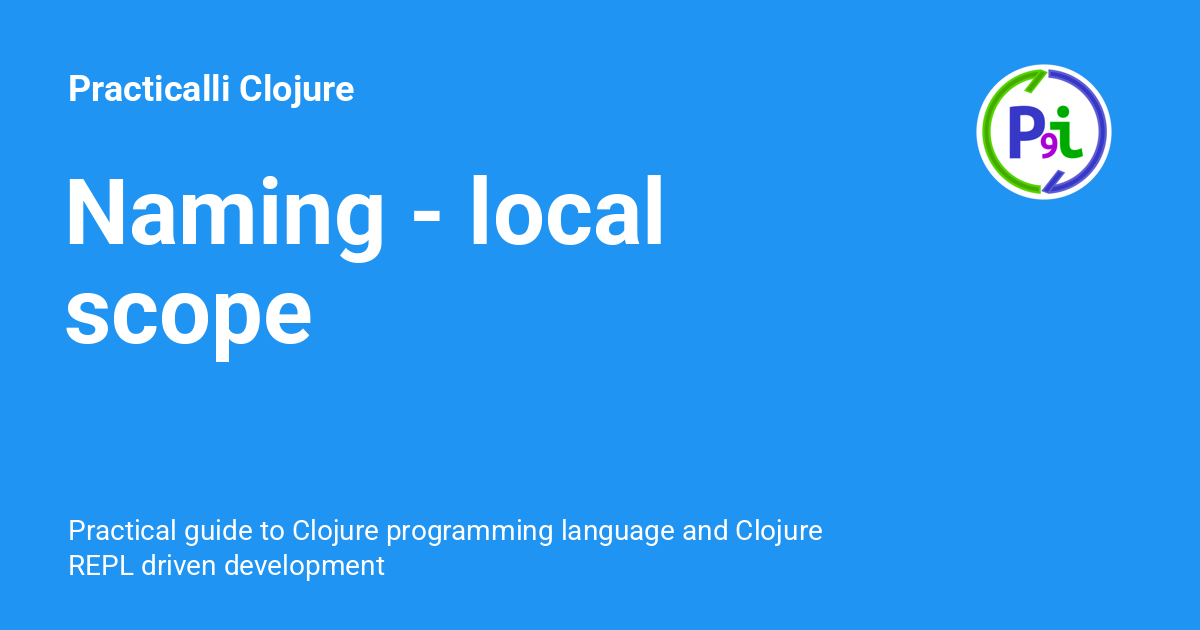 Practicalli Clojure
P9i
Naming - local
scope
Practical guide to Clojure programming language and Clojure
REPL driven development